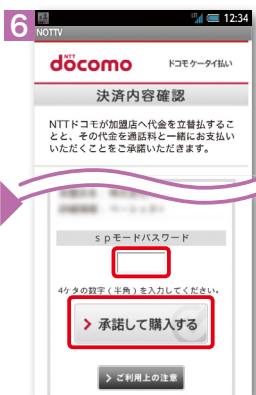 6
12:34
NOTTV
NTT
döcomo ドコモ ケータイ払い
決済内容確認
NTTドコモが加盟店へ代金を立替払するこ
とと、その代金を通話料と一緒にお支払い
いただくことをご承諾いただきます。
spモードパスワード
4ケタの数字(半角)を入力してください。
承諾して購入する
ご利用上の注意